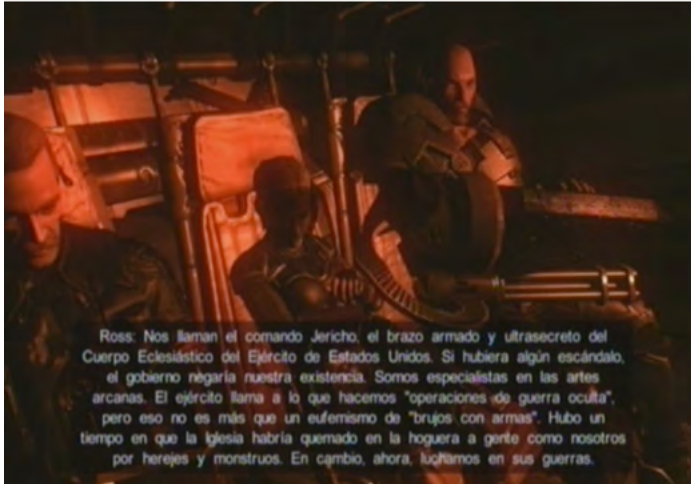 Ross: Nos llaman el comando Jericho, el brazo armado y ultrasecreto del
Cuerpo Eclesiástico del Ejército de Estados Unidos. Si hubiera algún escándalo,
el gobierno negaría nuestra existencia. Somos especialistas en las artes
arcanas. El ejército llama a lo que hacemos "operaciones de guerra oculta",
pero eso no es más que un eufemismo de "brujos con armas". Hubo un
tiempo en que la Iglesia habría quemado en la hoguera a gente como nosotros
por herejes y monstruos. En cambio, ahora, luchamos en sus guerras.